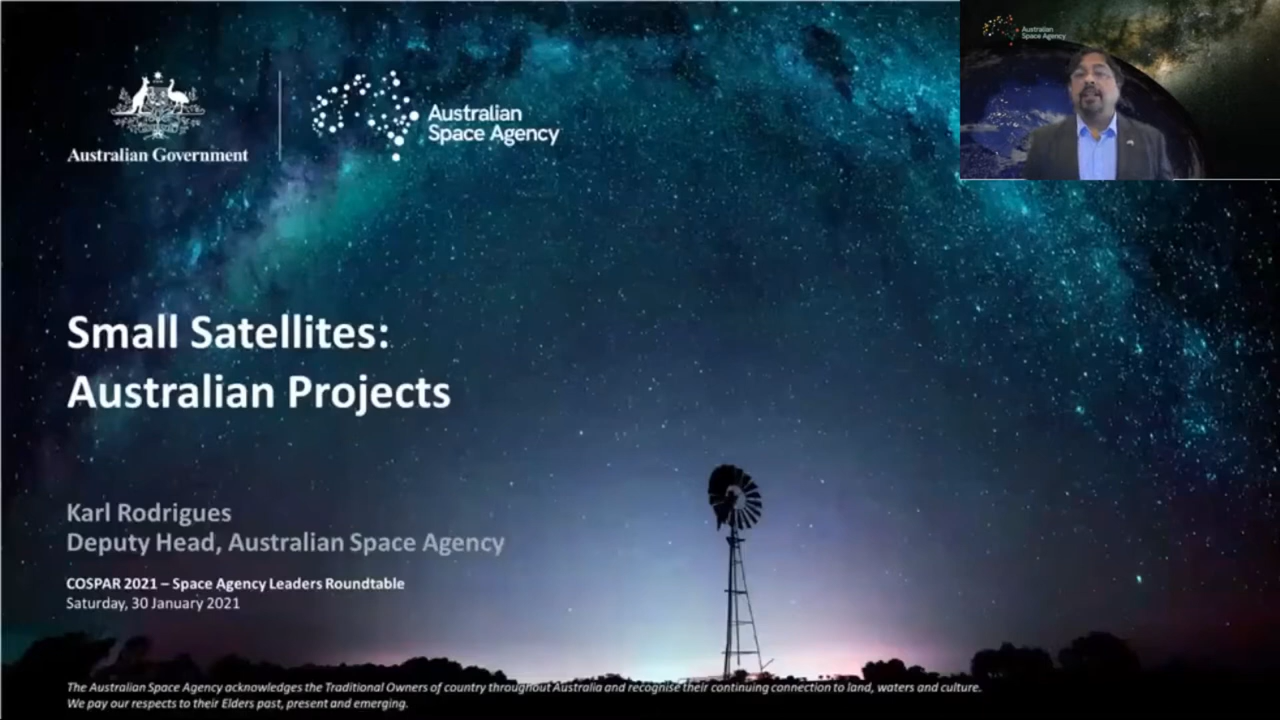 Australian Government
Australian
Space Agency
Australian
Space Agency
Small Satellites:
Australian Projects
Karl Rodrigues
Deputy Head, Australian Space Agency
COSPAR 2021 – Space Agency Leaders Roundtable
Saturday, 30 January 2021
The Australian Space Agency acknowledges the Traditional Owners of country throughout Australia and recognise their continuing connection to land, waters and culture.
We pay our respects to their Elders past, present and emerging.